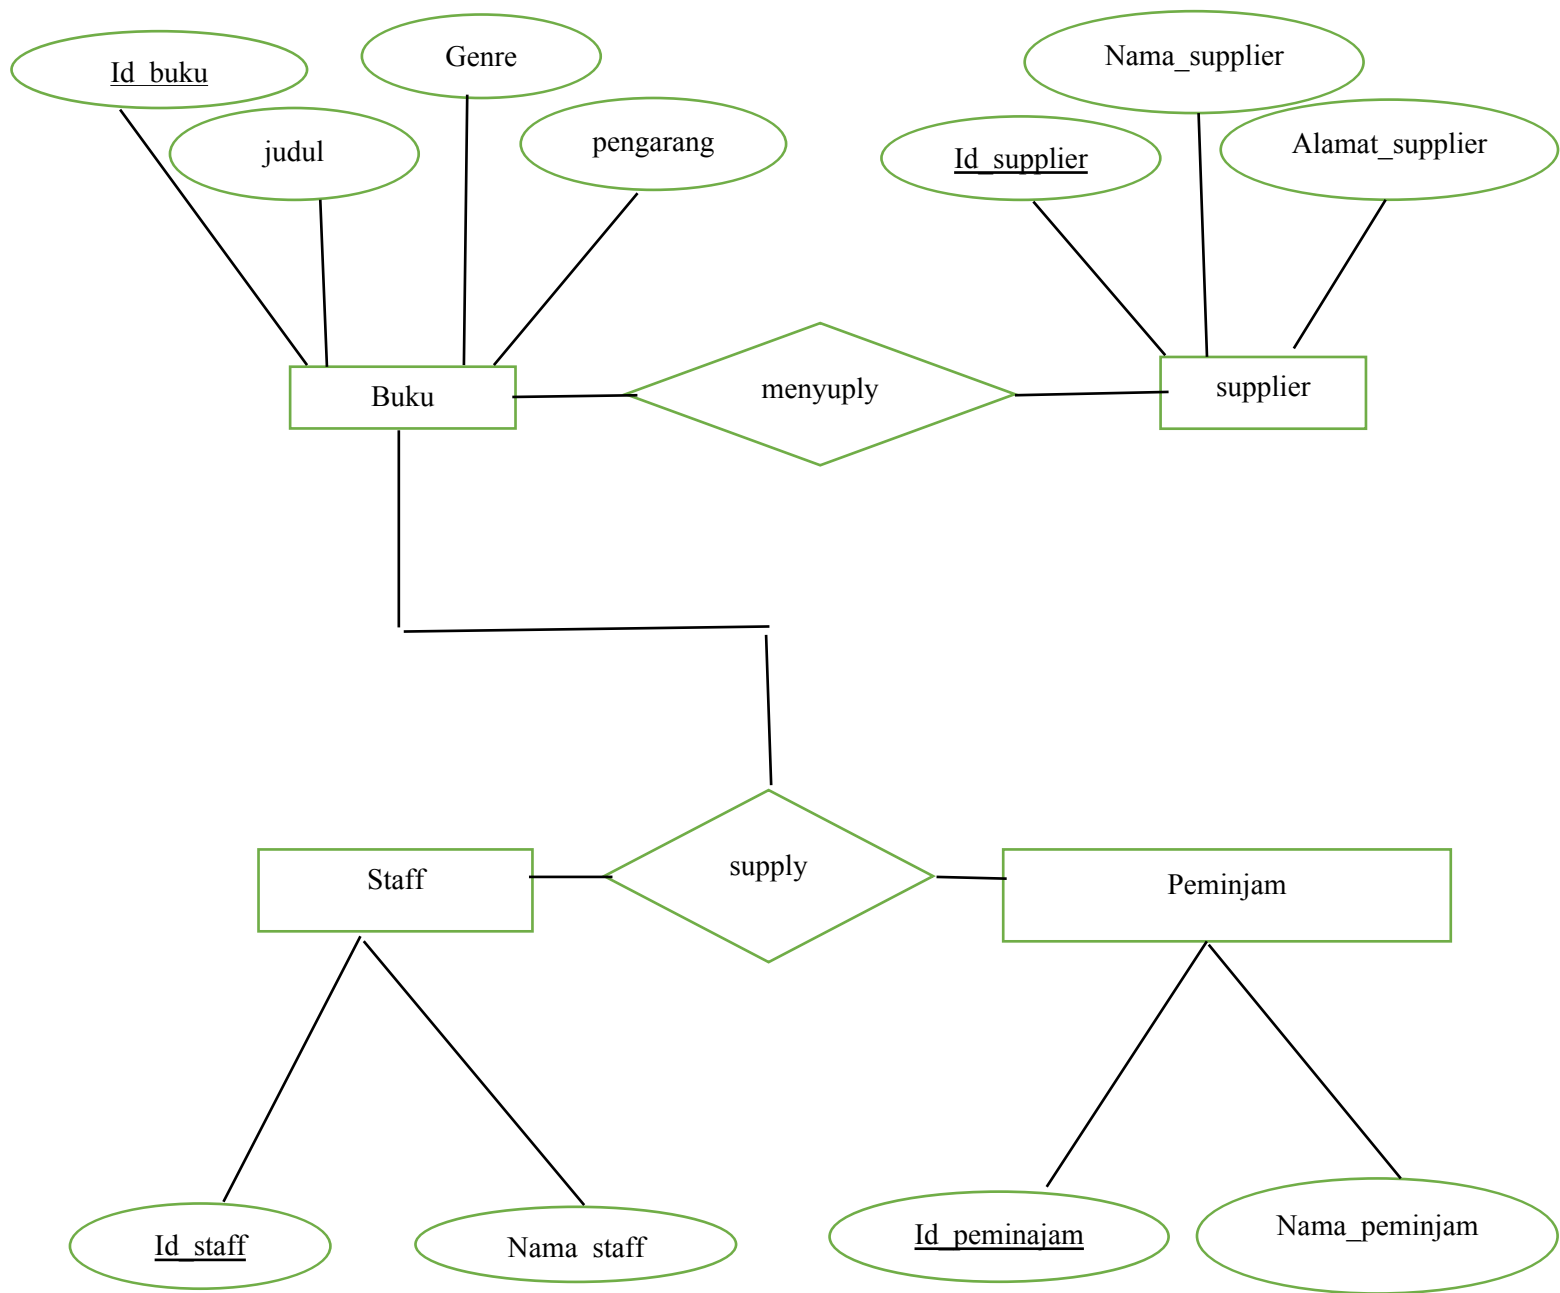 Id_buku
Genre
Nama_supplier
judul
pengarang
Id_supplier
Alamat_supplier
Buku
menyuply
supplier
Staff
supply
Peminjam
Id_staff
Nama_staff
Id_peminajam
Nama_peminjam